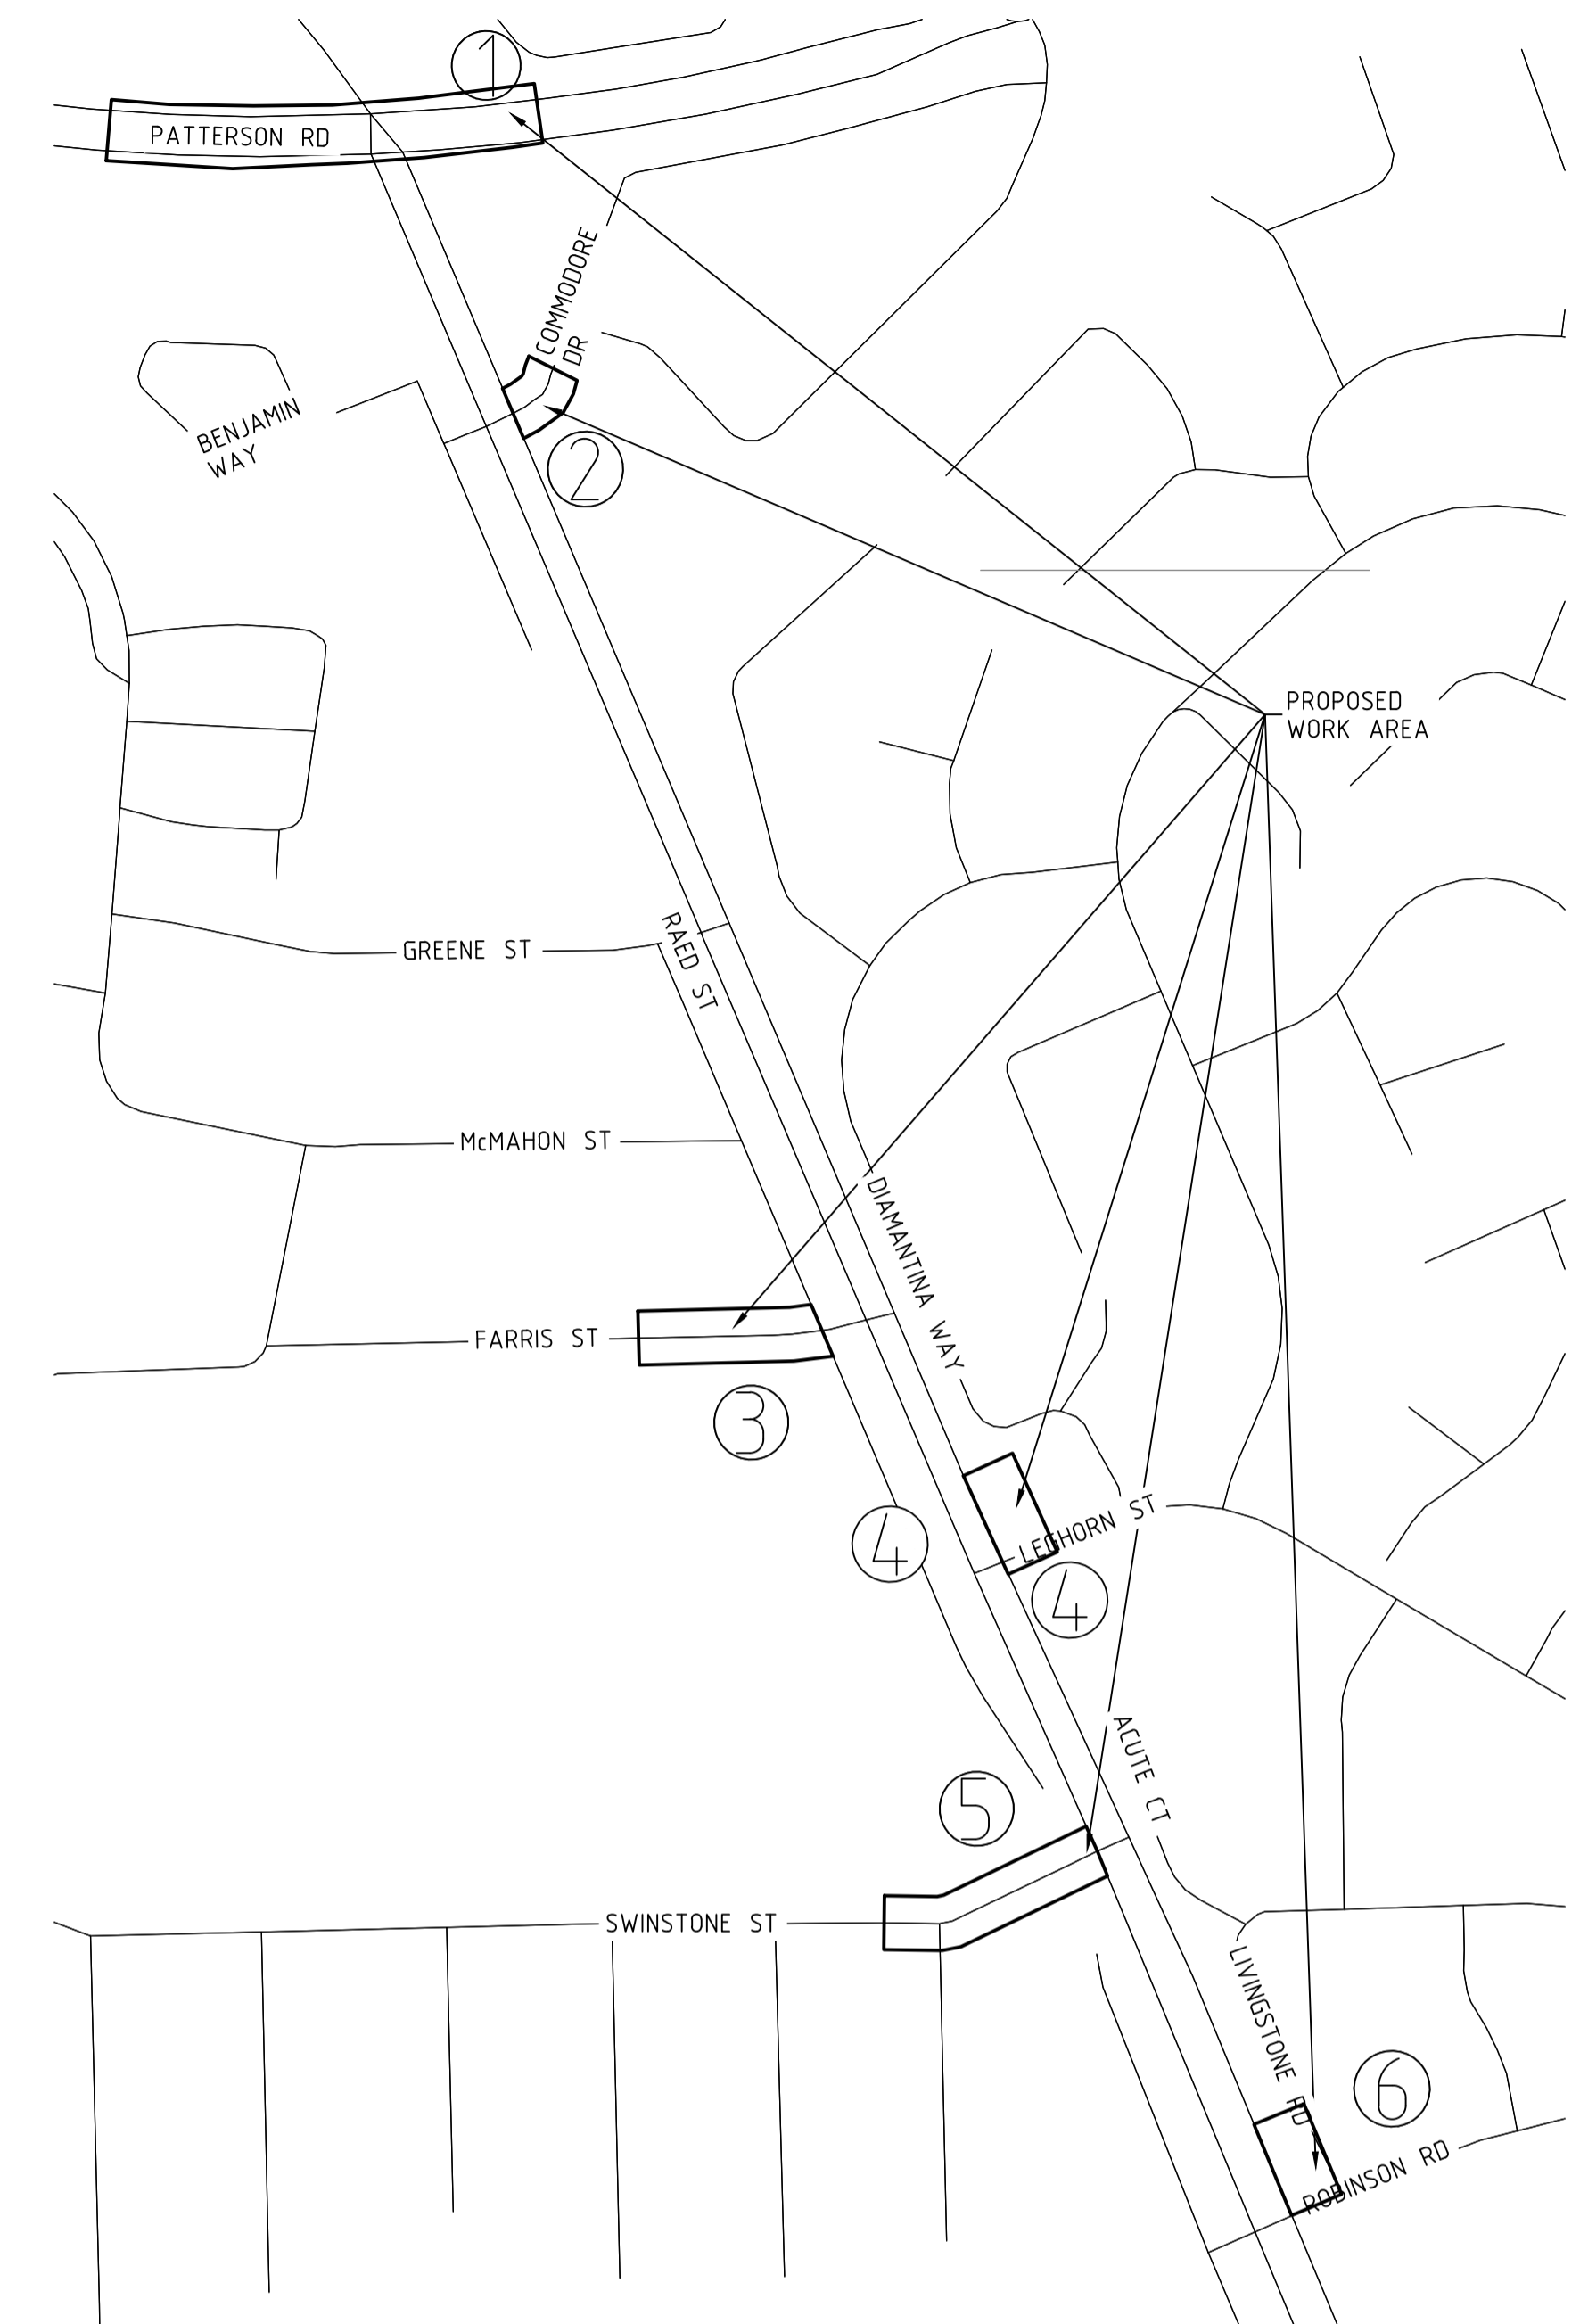 1
PATTERSON RD
COMMODORE
DR
BENJAMIN
WAY
2
PROPOSED
WORK AREA
RAED ST
GREENE ST
McMAHON ST
DIAMANTINA WAY
FARRIS ST
3
4
LEGHORN ST
4
ACUTE CT
5
SWINSTONE ST
LIVINGSTONE RD
6
ROBINSON RD